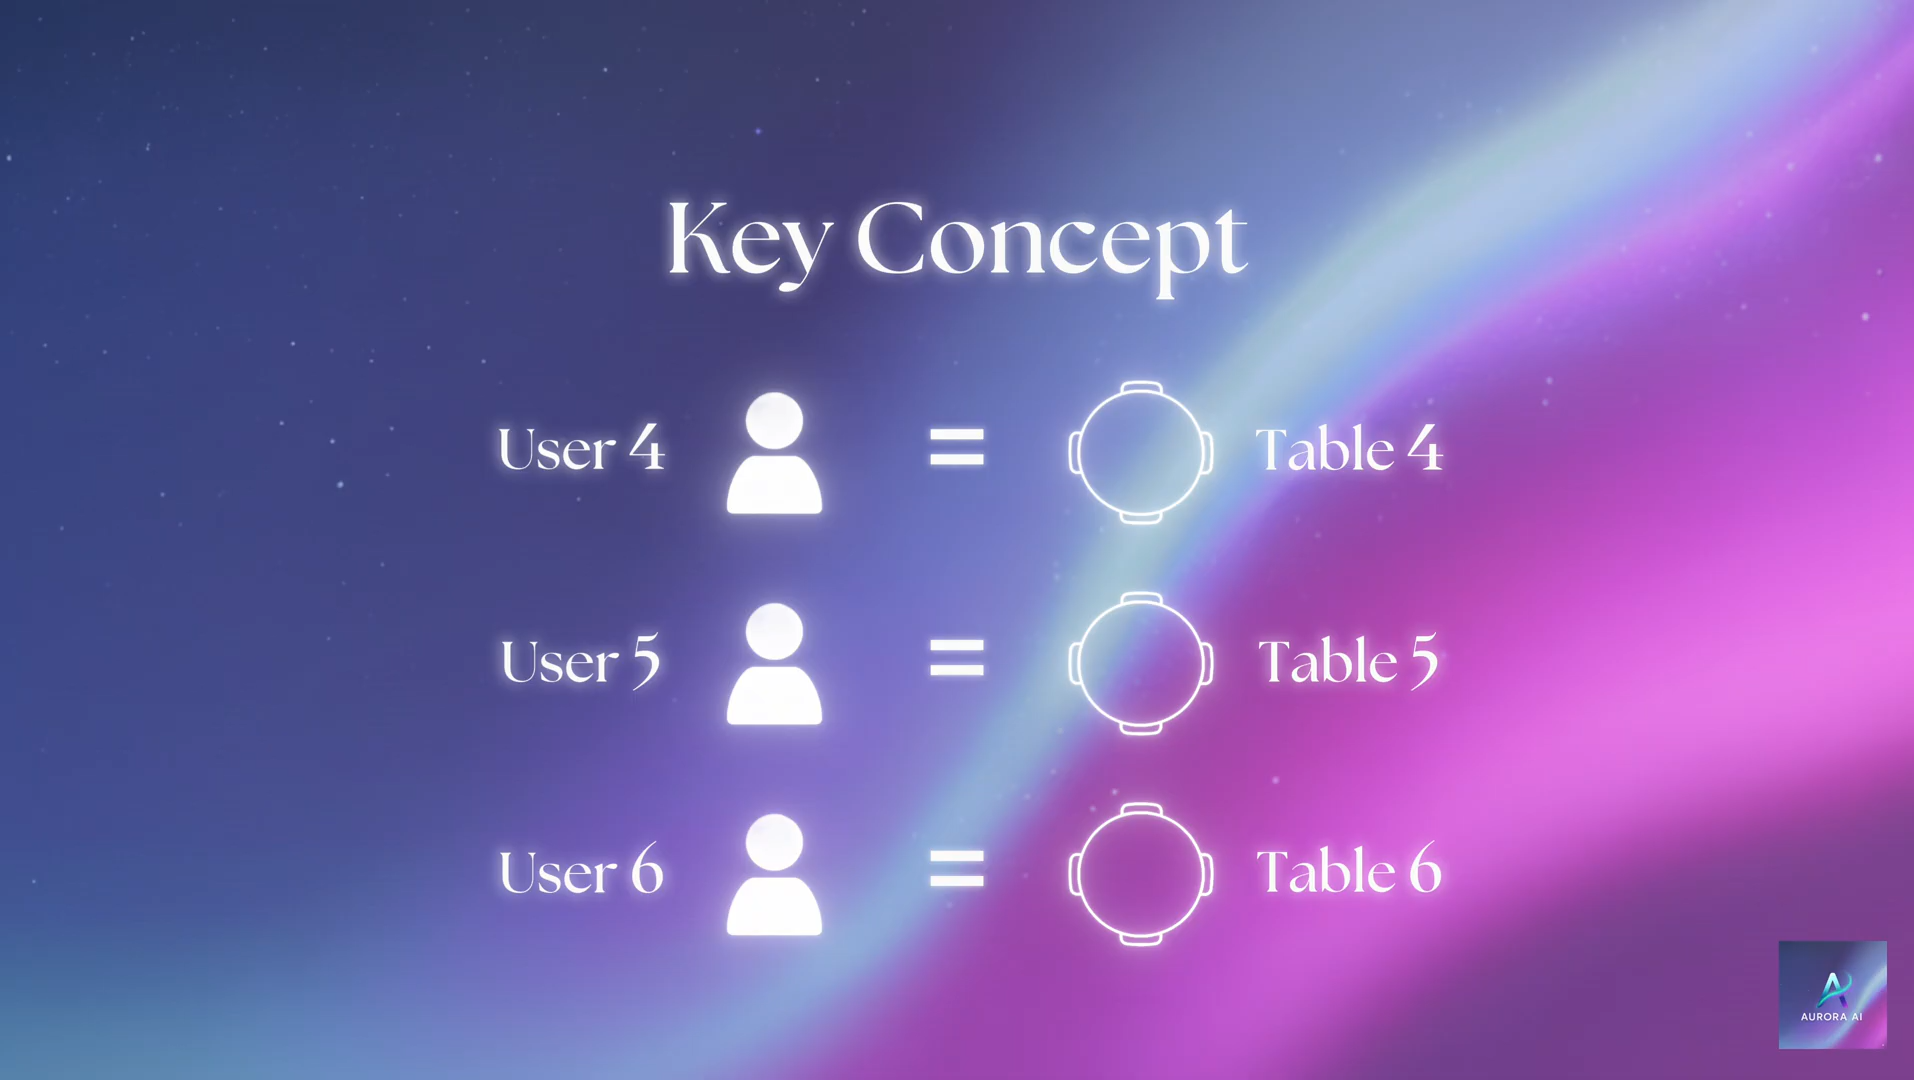 Key Concept
User 4 = Table 4
User 5 = Table 5
User 6 = Table 6
AURORA AI